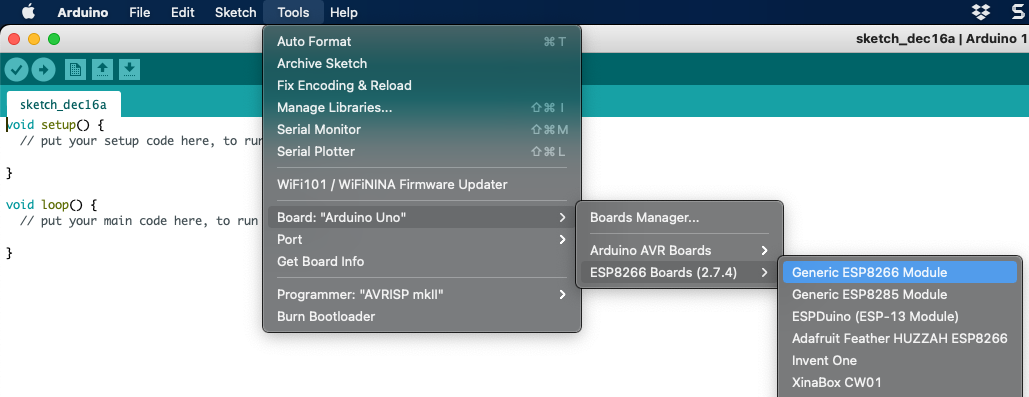 Arduino File Edit Sketch Tools Help
sketch_dec16a | Arduino 1
sketch_dec16a
void setup() {
// put your setup code here, to run
}
void loop() {
// put your main code here, to run
}
Auto Format ⌘ T
Archive Sketch
Fix Encoding & Reload
Manage Libraries... ⇧⌘ I
Serial Monitor ⇧⌘M
Serial Plotter ⇧⌘ L
WiFi101 / WiFiNINA Firmware Updater
Board: "Arduino Uno"
Port
Get Board Info
Programmer: "AVRISP mkII"
Burn Bootloader
Boards Manager...
Arduino AVR Boards
ESP8266 Boards (2.7.4)
Generic ESP8266 Module
Generic ESP8285 Module
ESPDuino (ESP-13 Module)
Adafruit Feather HUZZAH ESP8266
Invent One
XinaBox CW01